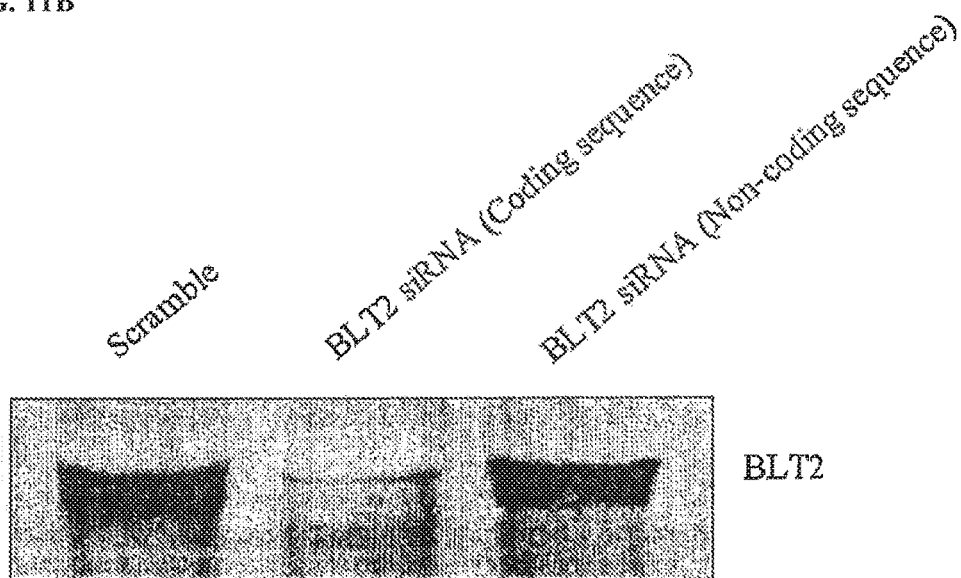 Scramble
BLT2 siRNA (Coding sequence)
BLT2 siRNA (Non-coding sequence)
BLT2